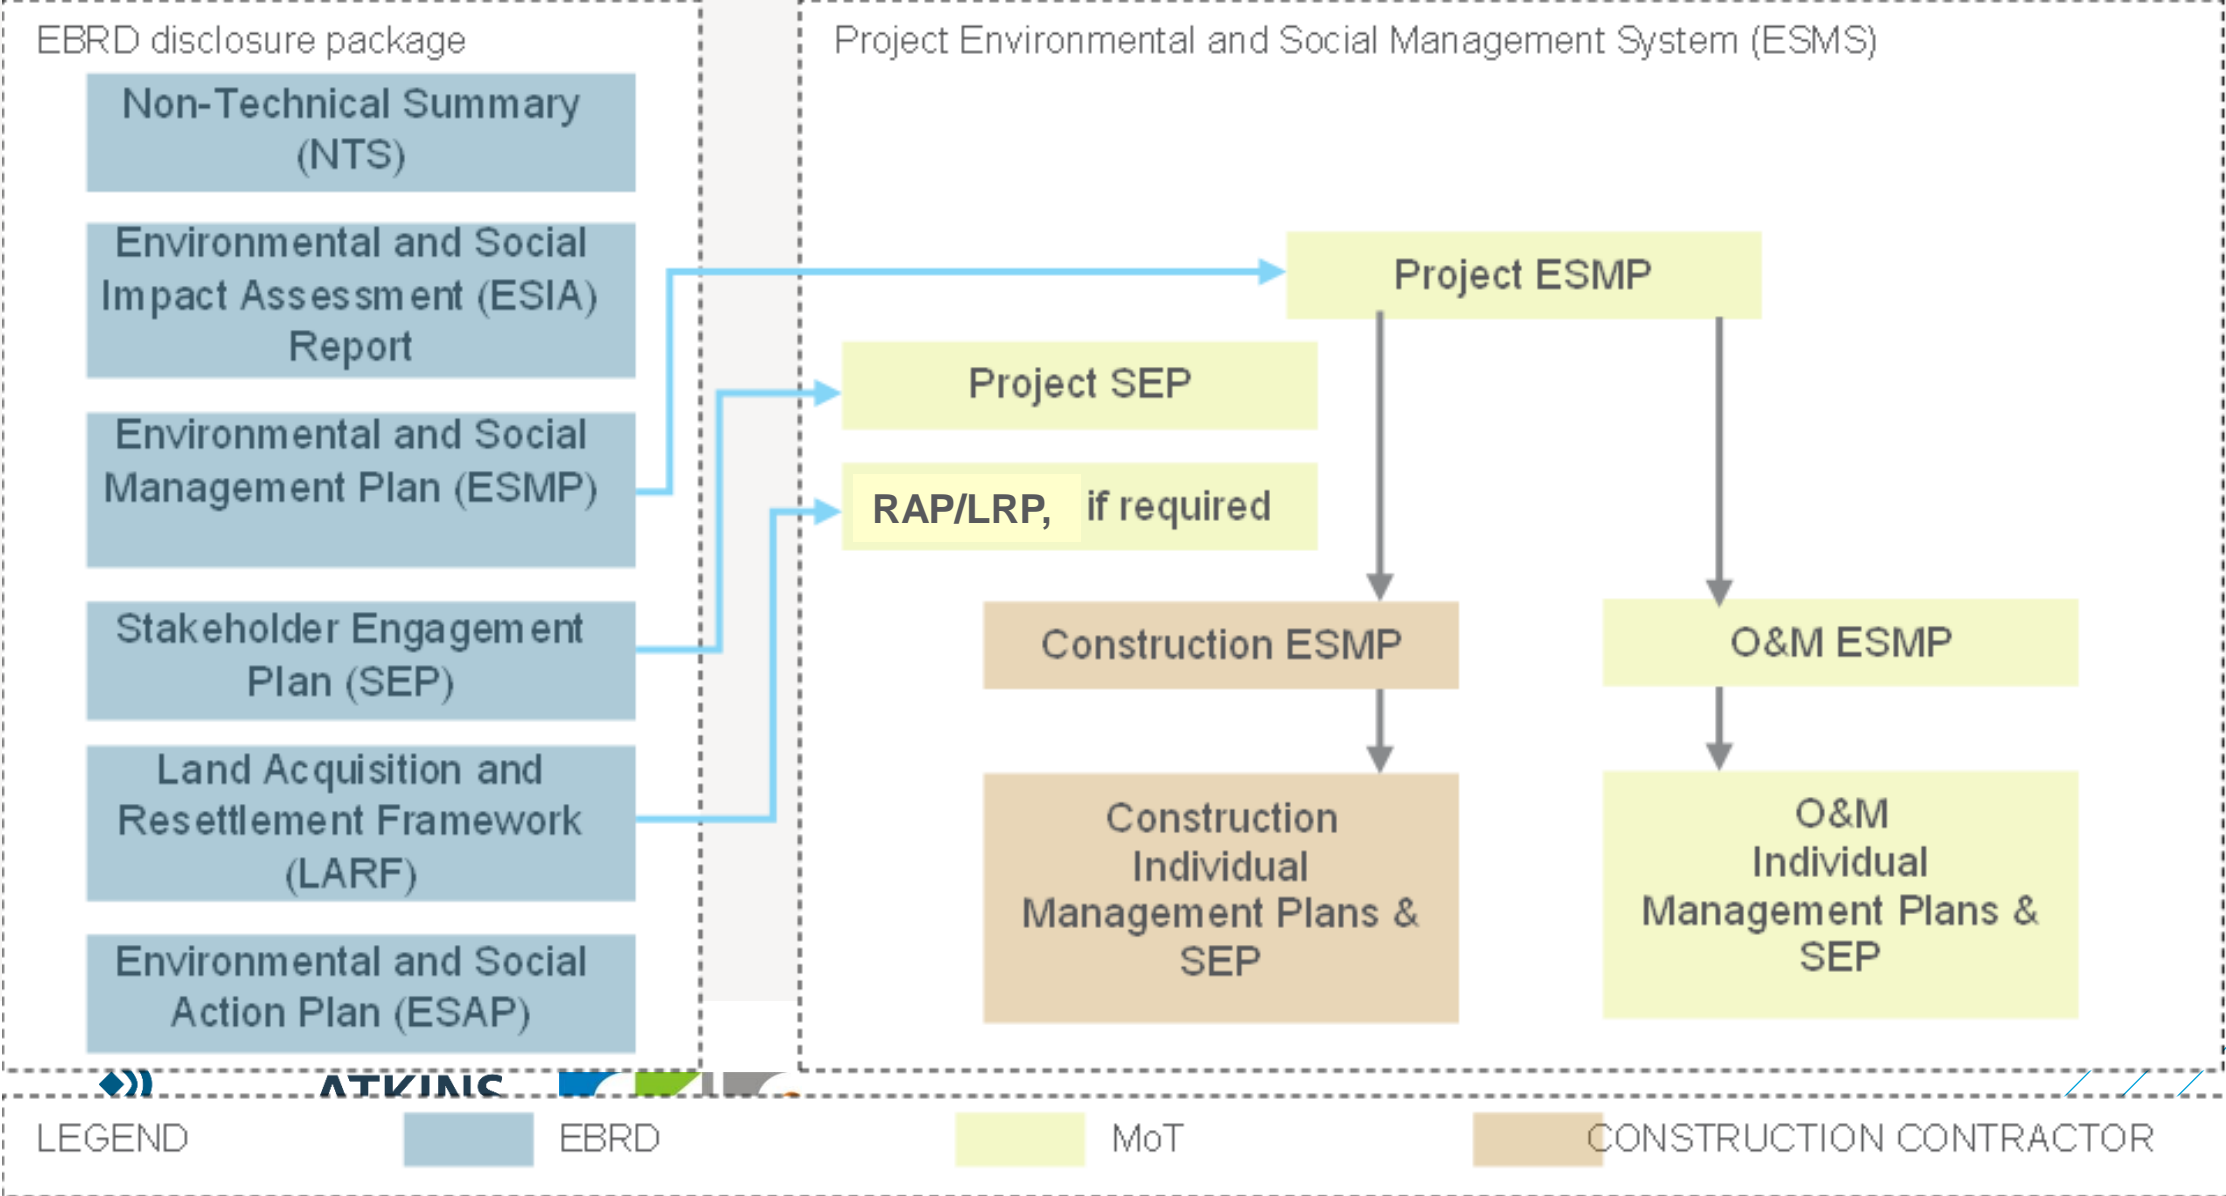 EBRD disclosure package
Non-Technical Summary
(NTS)
Environmental and Social
Impact Assessment (ESIA)
Report
Environmental and Social
Management Plan (ESMP)
Stakeholder Engagement
Plan (SEP)
Land Acquisition and
Resettlement Framework
(LARF)
Environmental and Social
Action Plan (ESAP)
Project Environmental and Social Management System (ESMS)
Project ESMP
Project SEP
RAP/LRP, if required
Construction ESMP
O&M ESMP
Construction
Individual
Management Plans &
SEP
O&M
Individual
Management Plans &
SEP
ATKINS
LEGEND
EBRD
MoT
CONSTRUCTION CONTRACTOR